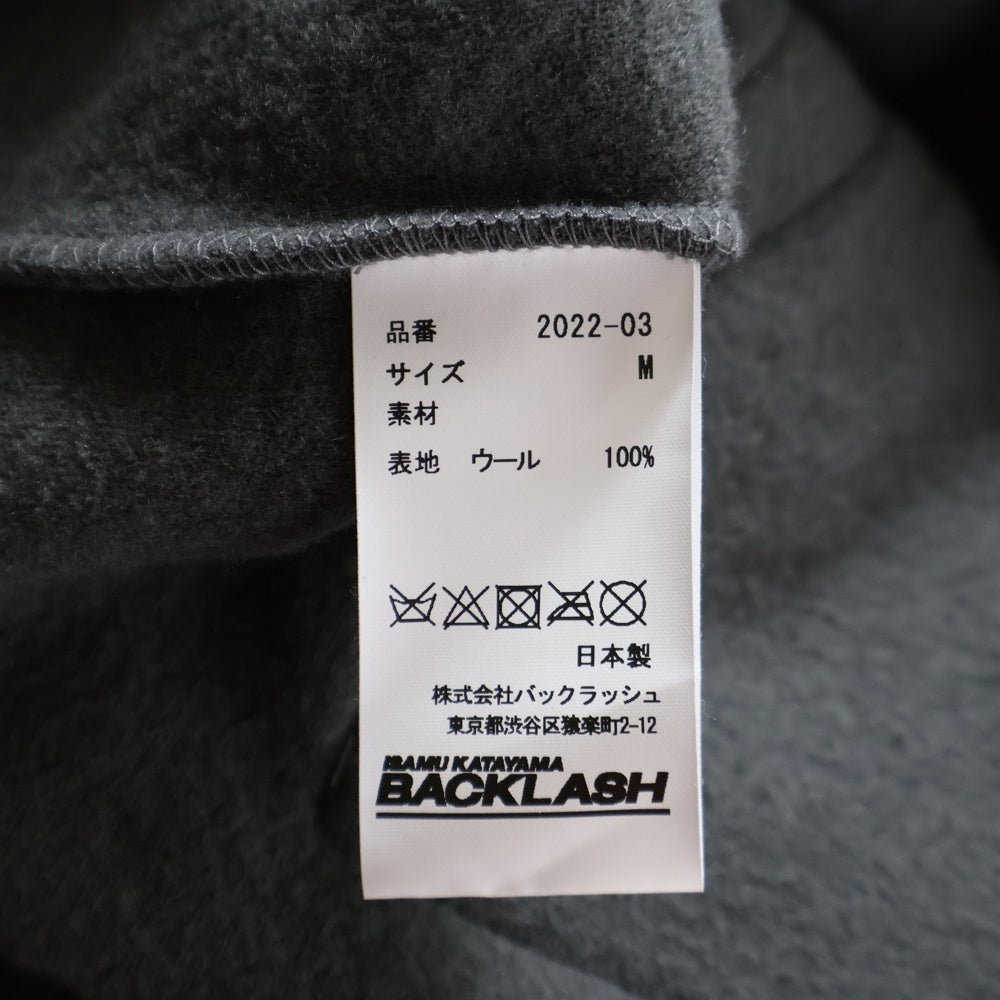 品番 2022-03
サイズ M
素材
表地 ウール 100%
日本製
株式会社バックラッシュ
東京都渋谷区猿楽町2-12
ISAMU KATAYAMA
BACKLASH